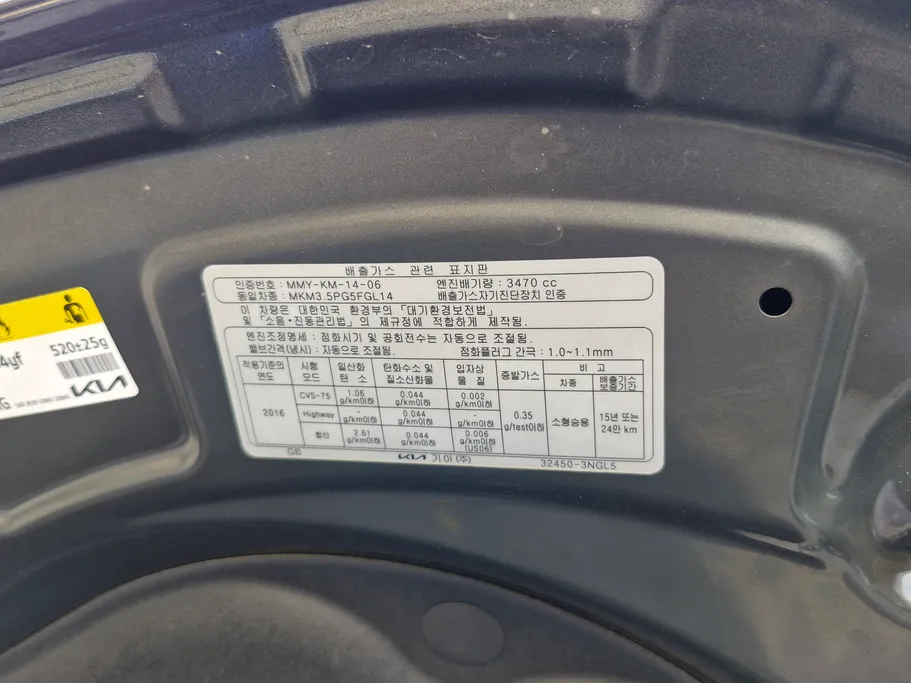 배출가스 관련 표지판
인증번호: MMY-KM-14-06 엔진배기량: 3470 cc
동일차종: MKM3.5PG5FGL14 배출가스자기진단장치 인증
이 차량은 대한민국 환경부의 "대기환경보전법"
및 "소음·진동관리법"의 제규정에 적합하게 제작됨.
엔진조정명세: 점화시기 및 공회전수는 자동으로 조절됨.
밸브간격(냉시): 자동으로 조절됨. 점화플러그 간극: 1.0~1.1mm
적용기준의 연도 시험 모드 일산화 탄소 탄화수소및 질소산화물 입자상 물질 증발가스 비고
차종 배출가스 보증기간
2016 CVS-75 1.06 g/km이하 0.044 g/km이하 0.002 g/km이하 0.35 g/test이하 소형승용 15년 또는 24만 km
Highway - g/km이하 0.044 g/km이하 - g/km이하
합산 2.61 g/km이하 0.044 g/km이하 0.006 g/km이하 (US06)
GB KIA 기아(주) 32450-3NGL5
4yf 520±25g
KIA